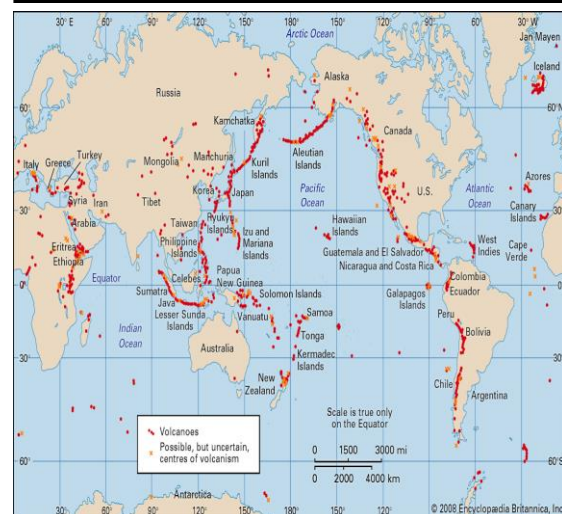 30° E 60° 90° 120° 150° 180° 150° 120° 90° 60° 30° W
Arctic Ocean
Jan Mayen
Iceland
Alaska
Russia
60°
60°
Kamchatka
Canada
Kuril
Islands
Aleutian
Islands
Manchuria
Mongolia
Italy
Greece
Turkey
Korea
Japan
Pacific
Ocean
U.S.
Atlantic
Ocean
Azores
Syria
Iran
Tibet
30°
30°
Arabia
Taiwan
Ryukyu
Islands
Canary
Islands
Hawaiian
Islands
Izu and
Mariana
Islands
West
Indies
Cape
Verde
Eritrea
Ethiopia
Philippine
Islands
Guatemala and El Salvador
Nicaragua and Costa Rica
Equator
Celebes
Papua
New Guinea
Colombia
Ecuador
0°
0°
Sumatra
Java
Lesser Sunda
Islands
Solomon Islands
Galapagos
Islands
Vanuatu
Samoa
Peru
Bolivia
Indian
Ocean
Tonga
Australia
Kermadec
Islands
30°
30°
New
Zealand
Chile
Argentina
Scale is true only
on the Equator
Volcanoes
Possible, but uncertain,
centres of volcanism
0 1500 3000 mi
0 2000 4000 km
60°
60°S
Antarctica
30° 60° 90° 120° 150° 180° 150° 120° 90° 60° 30°
© 2008 Encyclopædia Britannica, Inc